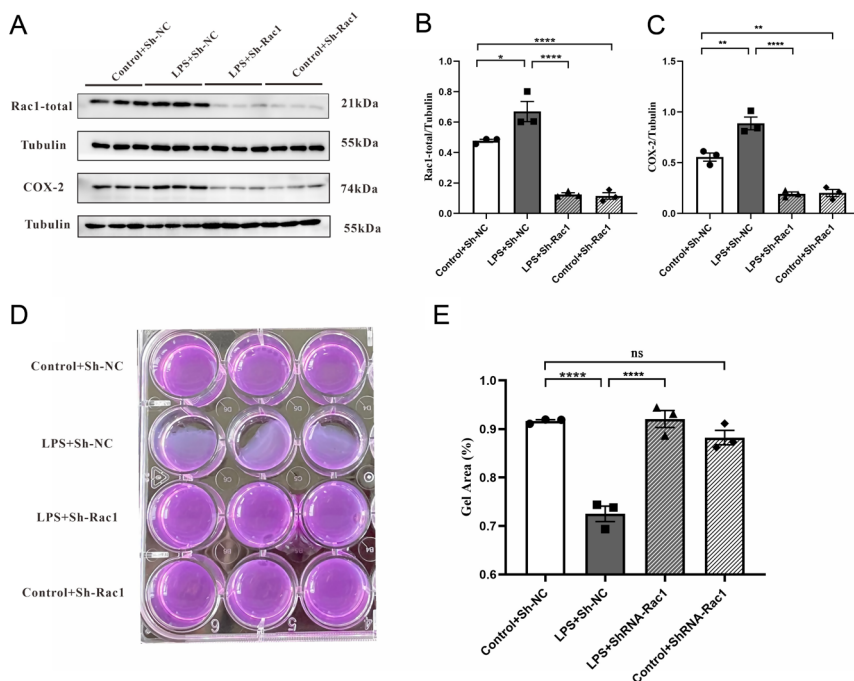 A
Control+Sh-NC
LPS+Sh-NC
LPS+Sh-Rac1
Control+Sh-Rac1
Rac1-total
21kDa
Tubulin
55kDa
COX-2
74kDa
Tubulin
55kDa
B
****
*
****
Rac1-total/Tubulin
1.0
0.8
0.6
0.4
0.2
0.0
Control+Sh-NC
LPS+Sh-NC
LPS+Sh-Rac1
Control+Sh-Rac1
C
**
**
****
COX-2/Tubulin
1.5
1.0
0.5
0.0
Control+Sh-NC
LPS+Sh-NC
LPS+Sh-Rac1
Control+Sh-Rac1
D
Control+Sh-NC
LPS+Sh-NC
LPS+Sh-Rac1
Control+Sh-Rac1
6
5
E
ns
****
****
Gel Area (%)
1.0
0.9
0.8
0.7
0.6
Control+Sh-NC
LPS+Sh-NC
LPS+ShRNA-Rac1
Control+ShRNA-Rac1